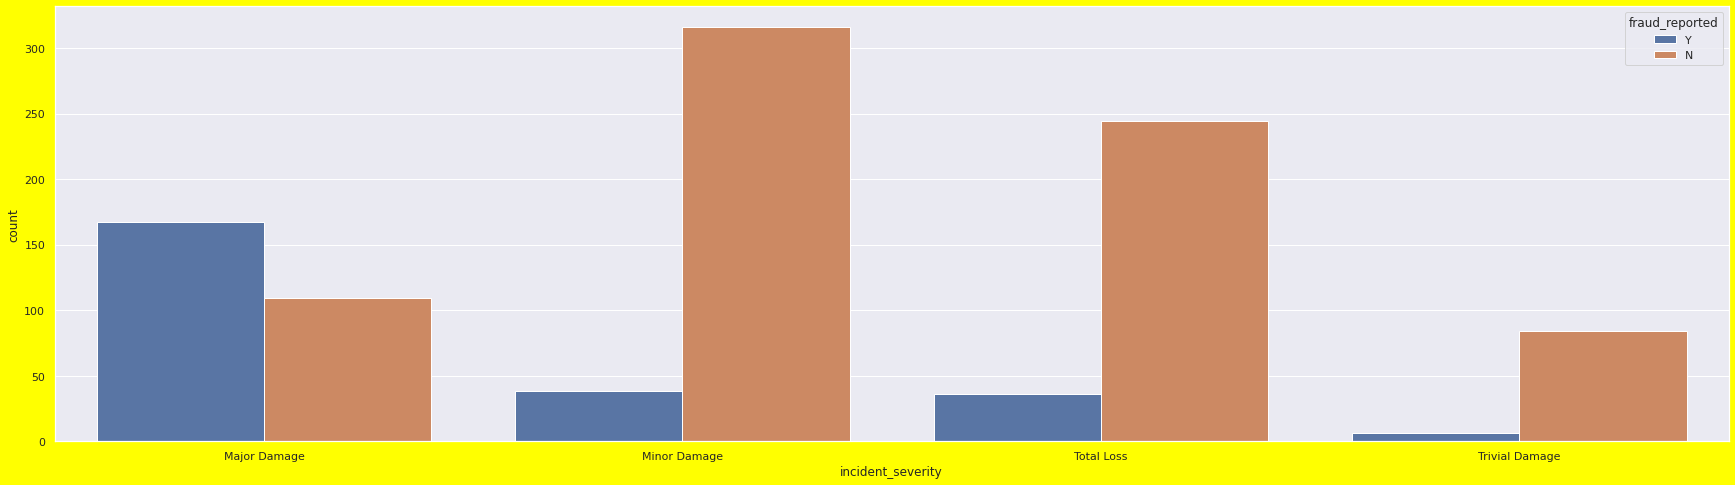 fraud_reported
Y
N
300
250
200
150
100
50
0
count
Major Damage
Minor Damage
Total Loss
Trivial Damage
incident_severity